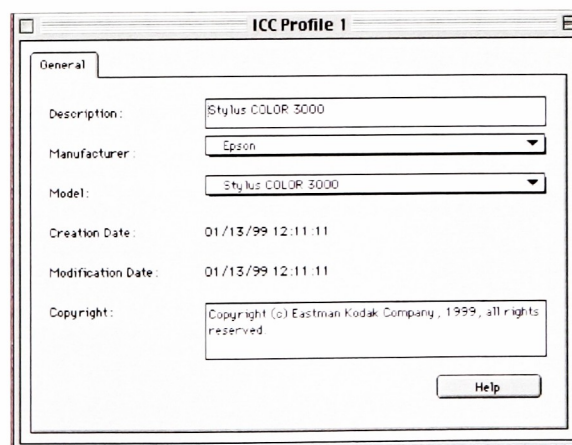 ICC Profile 1
General
Description: Stylus COLOR 3000
Manufacturer: Epson
Model: Stylus COLOR 3000
Creation Date: 01/13/99 12:11:11
Modification Date: 01/13/99 12:11:11
Copyright: Copyright (c) Eastman Kodak Company, 1999, all rights
reserved.
Help